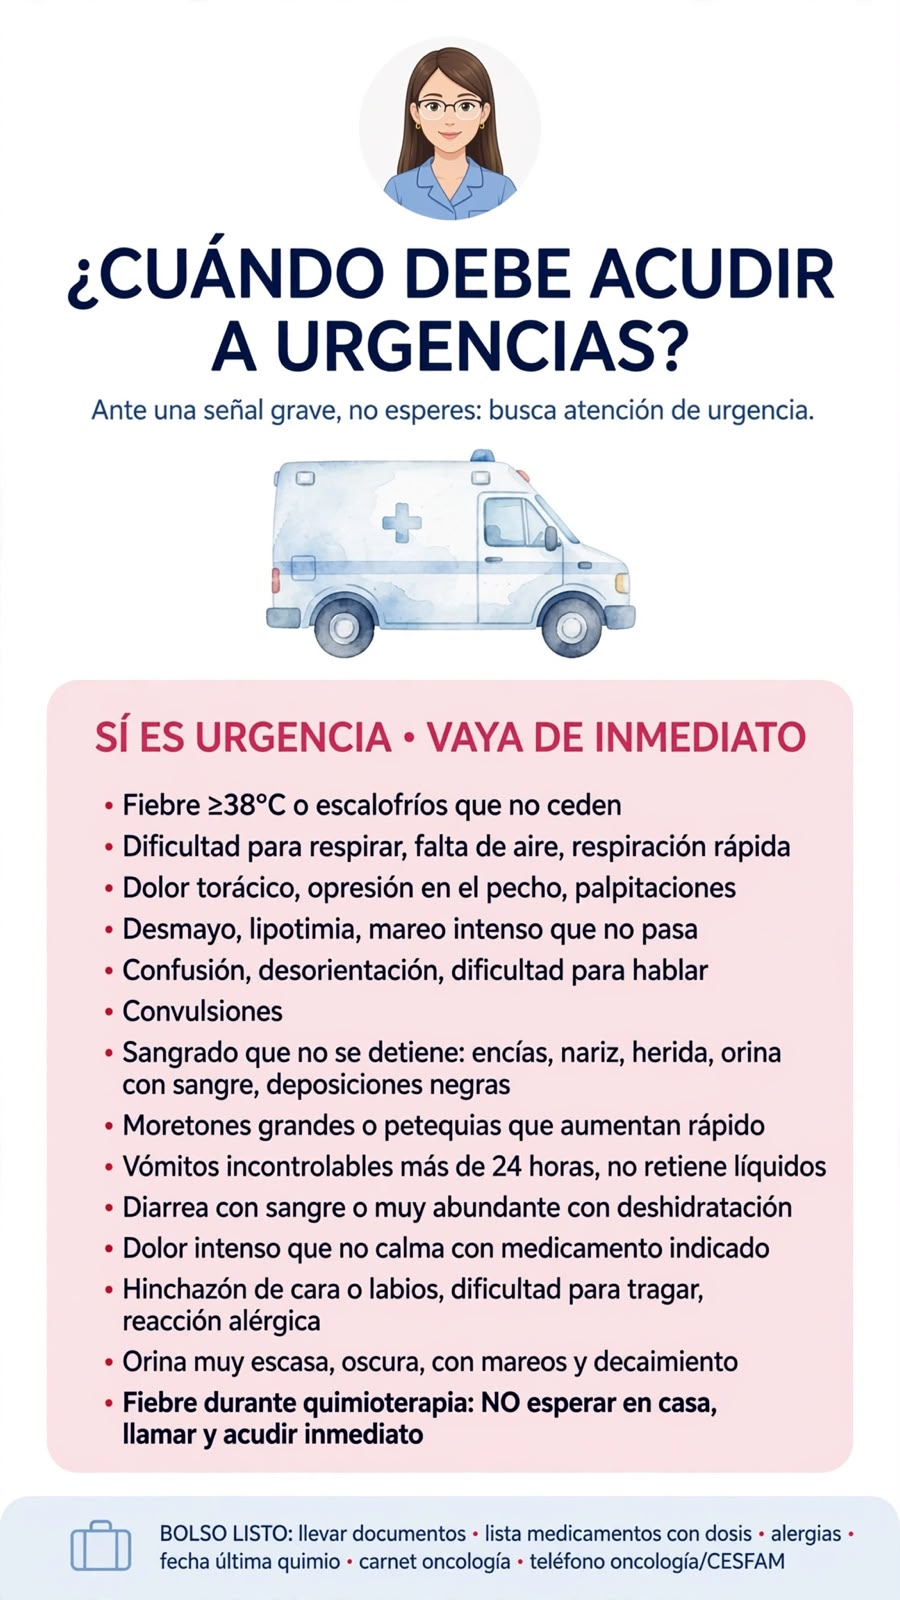 ¿CUÁNDO DEBE ACUDIR
A URGENCIAS?
Ante una señal grave, no esperes: busca atención de urgencia.
SÍ ES URGENCIA • VAYA DE INMEDIATO
• Fiebre ≥38°C o escalofríos que no ceden
• Dificultad para respirar, falta de aire, respiración rápida
• Dolor torácico, opresión en el pecho, palpitaciones
• Desmayo, lipotimia, mareo intenso que no pasa
• Confusión, desorientación, dificultad para hablar
• Convulsiones
• Sangrado que no se detiene: encías, nariz, herida, orina
con sangre, deposiciones negras
• Moretones grandes o petequias que aumentan rápido
• Vómitos incontrolables más de 24 horas, no retiene líquidos
• Diarrea con sangre o muy abundante con deshidratación
• Dolor intenso que no calma con medicamento indicado
• Hinchazón de cara o labios, dificultad para tragar,
reacción alérgica
• Orina muy escasa, oscura, con mareos y decaimiento
• Fiebre durante quimioterapia: NO esperar en casa,
llamar y acudir inmediato
BOLSO LISTO: llevar documentos • lista medicamentos con dosis • alergias •
fecha última quimio • carnet oncología • teléfono oncología/CESFAM